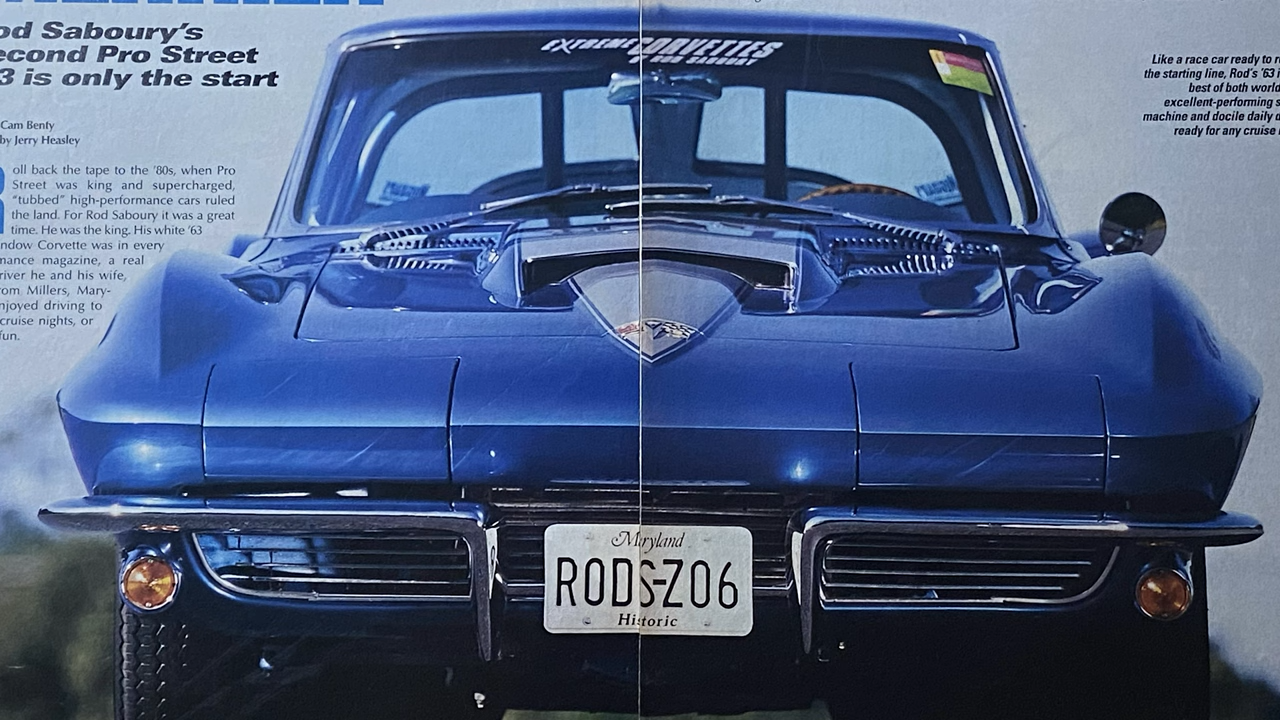 od Saboury's
econd Pro Street
3 is only the start
Cam Benty
by Jerry Heasley
oll back the tape to the '80s, when Pro
Street was king and supercharged,
"tubbed" high-performance cars ruled
the land. For Rod Saboury it was a great
time. He was the king. His white '63
ndow Corvette was in every
mance magazine, a real
river he and his wife,
rom Millers, Mary-
njoyed driving to
cruise nights, or
fun.
EXTREME CORVETTES
BY ROD SABOURY
Like a race car ready to r
the starting line, Rod's '63 i
best of both world
excellent-performing s
machine and docile daily d
ready for any cruise
Maryland
RODS-Z06
Historic